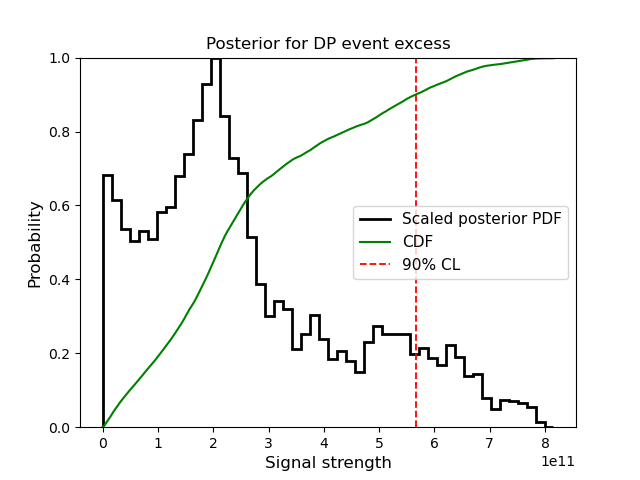 Posterior for DP event excess
1.0
0.8
0.6
0.4
0.2
0.0
Probability
Scaled posterior PDF
CDF
90% CL
0 1 2 3 4 5 6 7 8
1e11
Signal strength